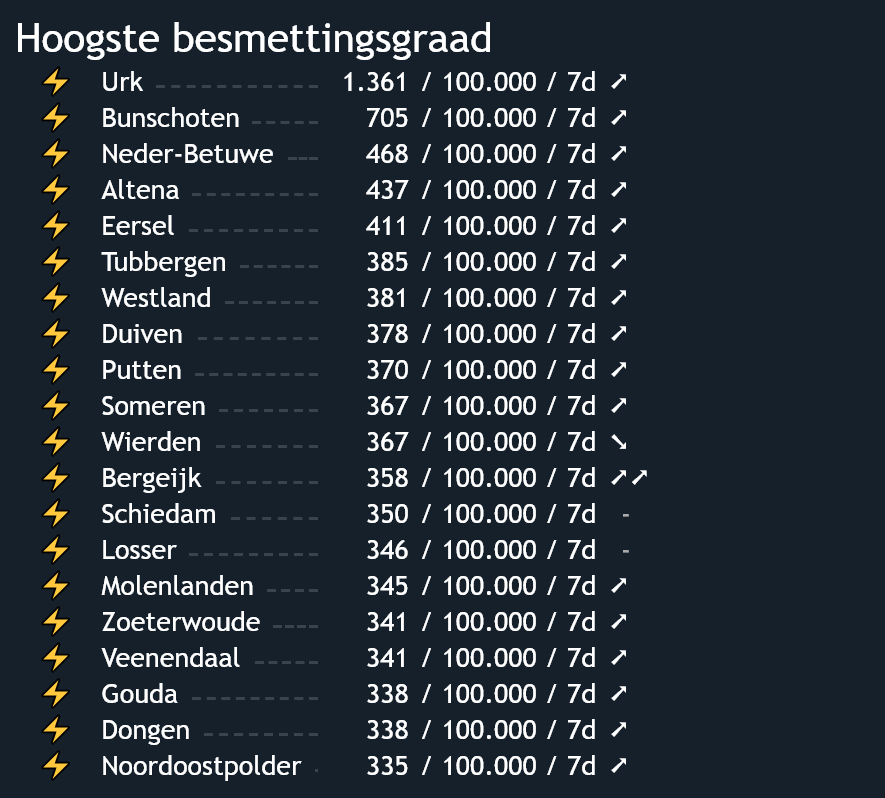 Hoogste besmettingsgraad
⚡ Urk ------------ 1.361 / 100.000 / 7d ➚
⚡ Bunschoten ----- 705 / 100.000 / 7d ➚
⚡ Neder-Betuwe --- 468 / 100.000 / 7d ➚
⚡ Altena --------- 437 / 100.000 / 7d ➚
⚡ Eersel --------- 411 / 100.000 / 7d ➚
⚡ Tubbergen ------ 385 / 100.000 / 7d ➚
⚡ Westland ------- 381 / 100.000 / 7d ➚
⚡ Duiven --------- 378 / 100.000 / 7d ➚
⚡ Putten --------- 370 / 100.000 / 7d ➚
⚡ Someren -------- 367 / 100.000 / 7d ➚
⚡ Wierden -------- 367 / 100.000 / 7d ➘
⚡ Bergeijk -------- 358 / 100.000 / 7d ➚➚
⚡ Schiedam ------- 350 / 100.000 / 7d -
⚡ Losser ---------- 346 / 100.000 / 7d -
⚡ Molenlanden ---- 345 / 100.000 / 7d ➚
⚡ Zoeterwoude ---- 341 / 100.000 / 7d ➚
⚡ Veenendaal ----- 341 / 100.000 / 7d ➚
⚡ Gouda ---------- 338 / 100.000 / 7d ➚
⚡ Dongen --------- 338 / 100.000 / 7d ➚
⚡ Noordoostpolder - 335 / 100.000 / 7d ➚